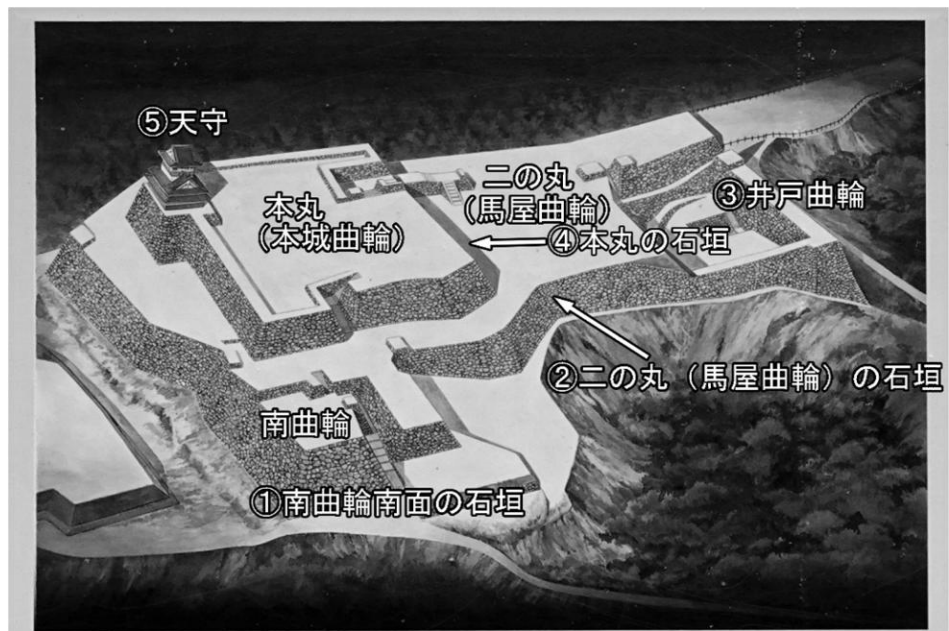 ⑤天守
本丸
（本城曲輪）
二の丸
（馬屋曲輪）
③井戸曲輪
④本丸の石垣
②二の丸（馬屋曲輪）の石垣
南曲輪
①南曲輪南面の石垣